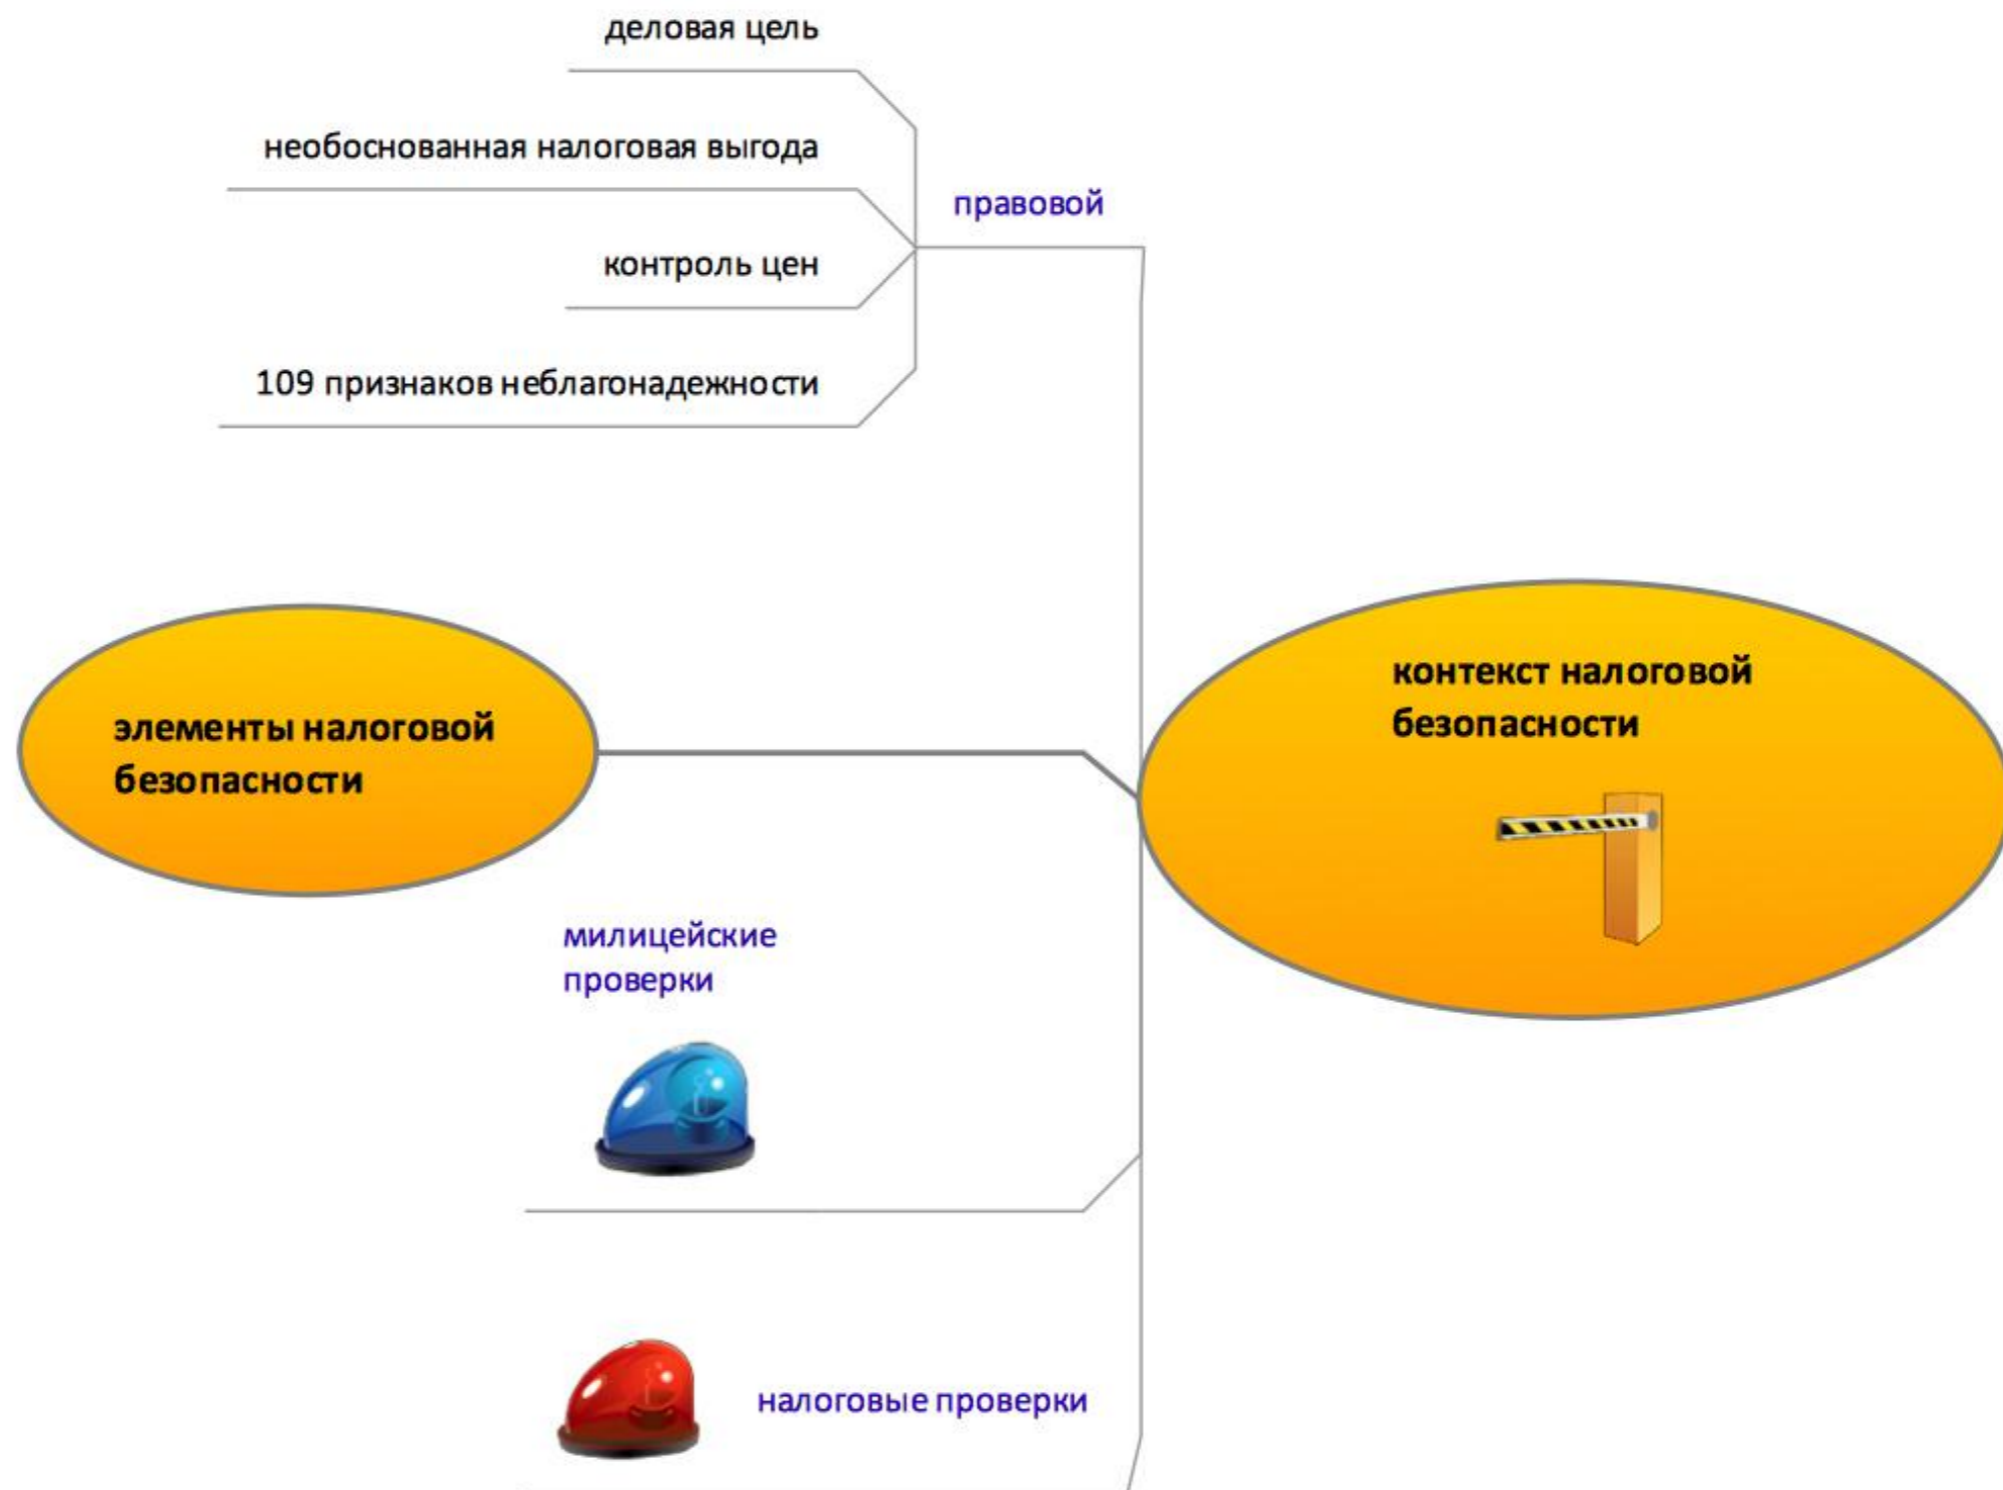 деловая цель
необоснованная налоговая выгода
правовой
контроль цен
109 признаков неблагонадежности
контекст налоговой
безопасности
элементы налоговой
безопасности
милицейские
проверки
налоговые проверки